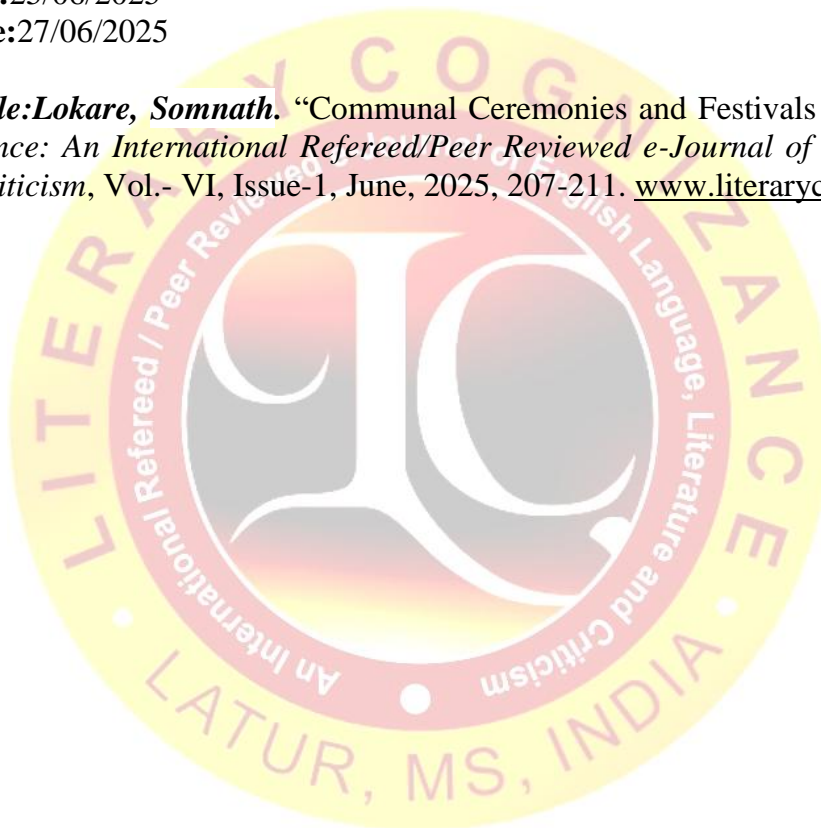 :25/06/2025
e:27/06/2025
le:Lokare, Somnath. “Communal Ceremonies and Festivals
nce: An International Refereed/Peer Reviewed e-Journal of
iticism, Vol.- VI, Issue-1, June, 2025, 207-211. www.literaryc
LITERARY COGNIZANCE
An International Refereed / Peer Reviewed e-Journal of English Language, Literature and Criticism
LC
LATUR, MS, INDIA